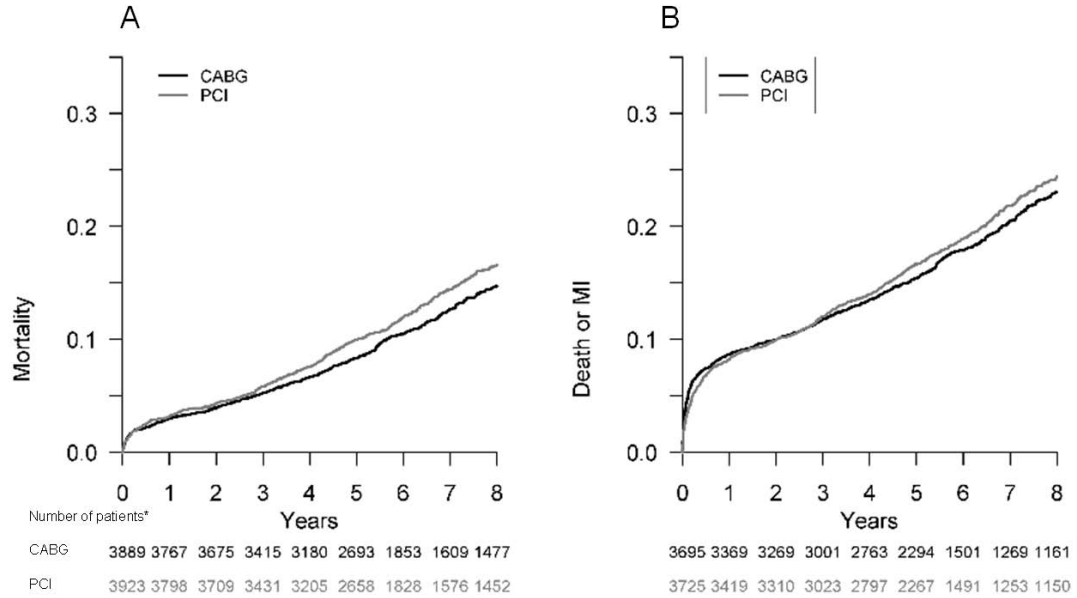 A
B
CABG
PCI
CABG
PCI
0.3
0.2
0.1
0.0
Mortality
0.3
0.2
0.1
0.0
Death or MI
0 1 2 3 4 5 6 7 8
0 1 2 3 4 5 6 7 8
Years
Years
Number of patients*
CABG 3889 3767 3675 3415 3180 2693 1853 1609 1477 3695 3369 3269 3001 2763 2294 1501 1269 1161
PCI 3923 3798 3709 3431 3205 2658 1828 1576 1452 3725 3419 3310 3023 2797 2267 1491 1253 1150